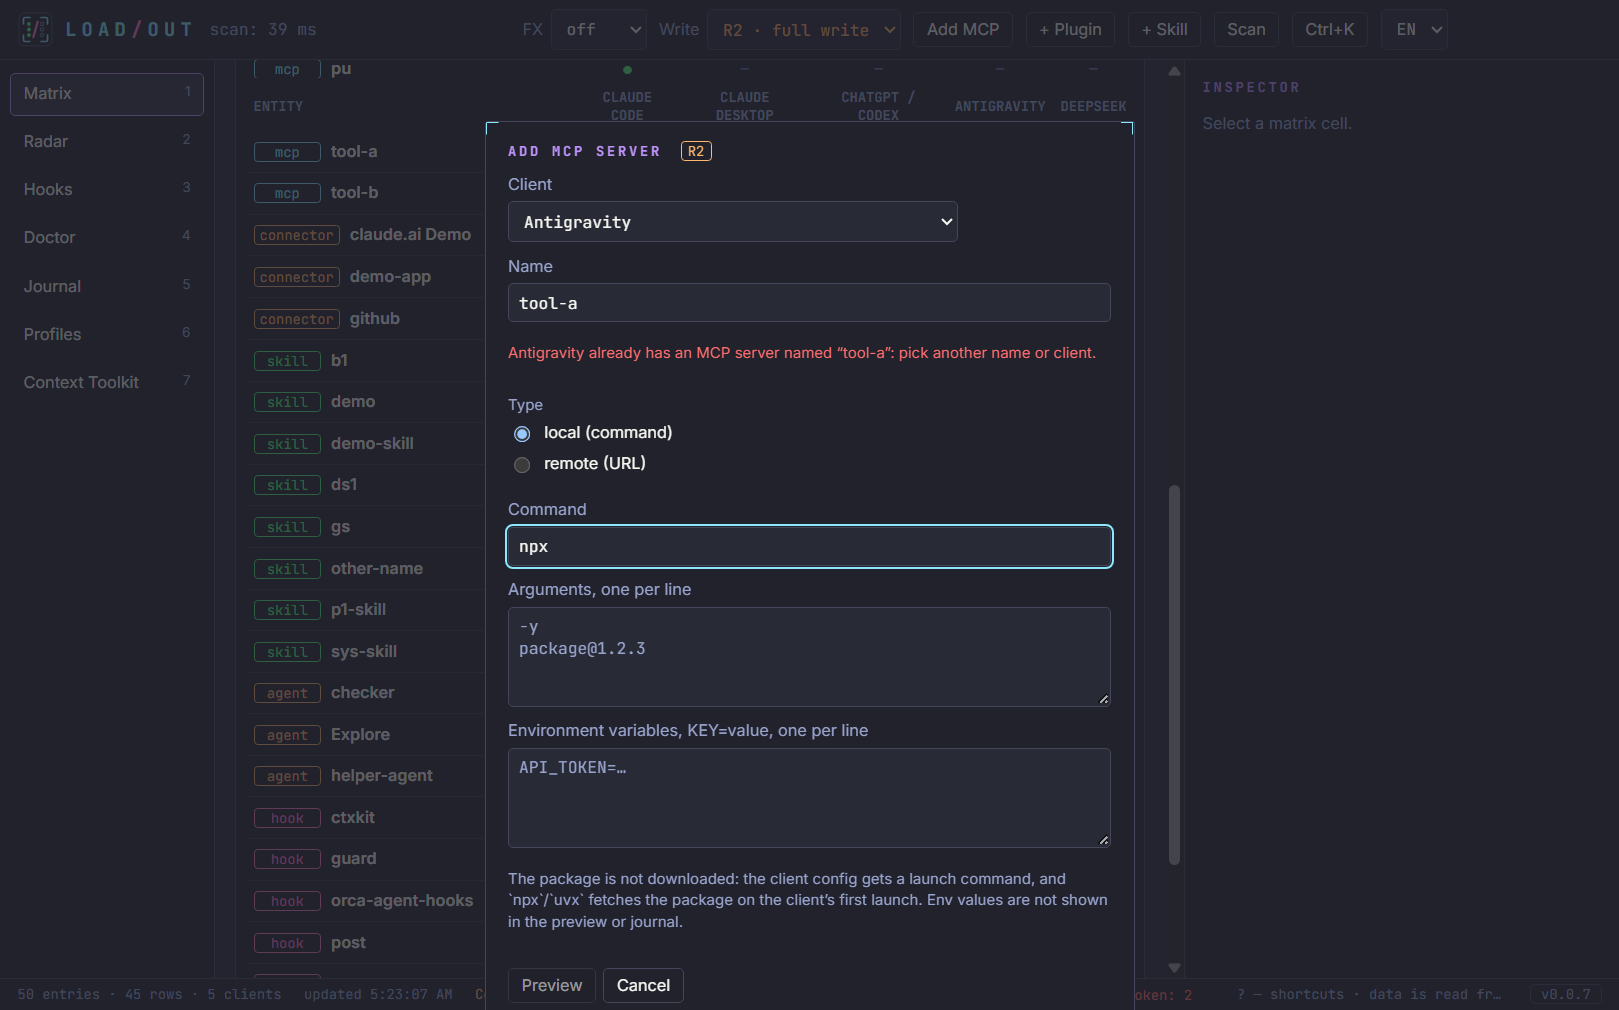 LOAD/OUT scan: 39 ms FX off Write R2 · full write Add MCP + Plugin + Skill Scan Ctrl+K EN
Matrix 1
Radar 2
Hooks 3
Doctor 4
Journal 5
Profiles 6
Context Toolkit 7
mcp pu — — — —
ENTITY CLAUDE CODE CLAUDE DESKTOP CHATGPT / CODEX ANTIGRAVITY DEEPSEEK
mcp tool-a
mcp tool-b
connector claude.ai Demo
connector demo-app
connector github
skill b1
skill demo
skill demo-skill
skill ds1
skill gs
skill other-name
skill p1-skill
skill sys-skill
agent checker
agent Explore
agent helper-agent
hook ctxkit
hook guard
hook orca-agent-hooks
hook post
ADD MCP SERVER R2
Client
Antigravity
Name
tool-a
Antigravity already has an MCP server named “tool-a”: pick another name or client.
Type
local (command)
remote (URL)
Command
npx
Arguments, one per line
-y
package@1.2.3
Environment variables, KEY=value, one per line
API_TOKEN=…
The package is not downloaded: the client config gets a launch command, and
`npx`/`uvx` fetches the package on the client’s first launch. Env values are not shown
in the preview or journal.
Preview Cancel
INSPECTOR
Select a matrix cell.
50 entries · 45 rows · 5 clients updated 5:23:07 AM oken: 2 ? — shortcuts · data is read fr… v0.0.7